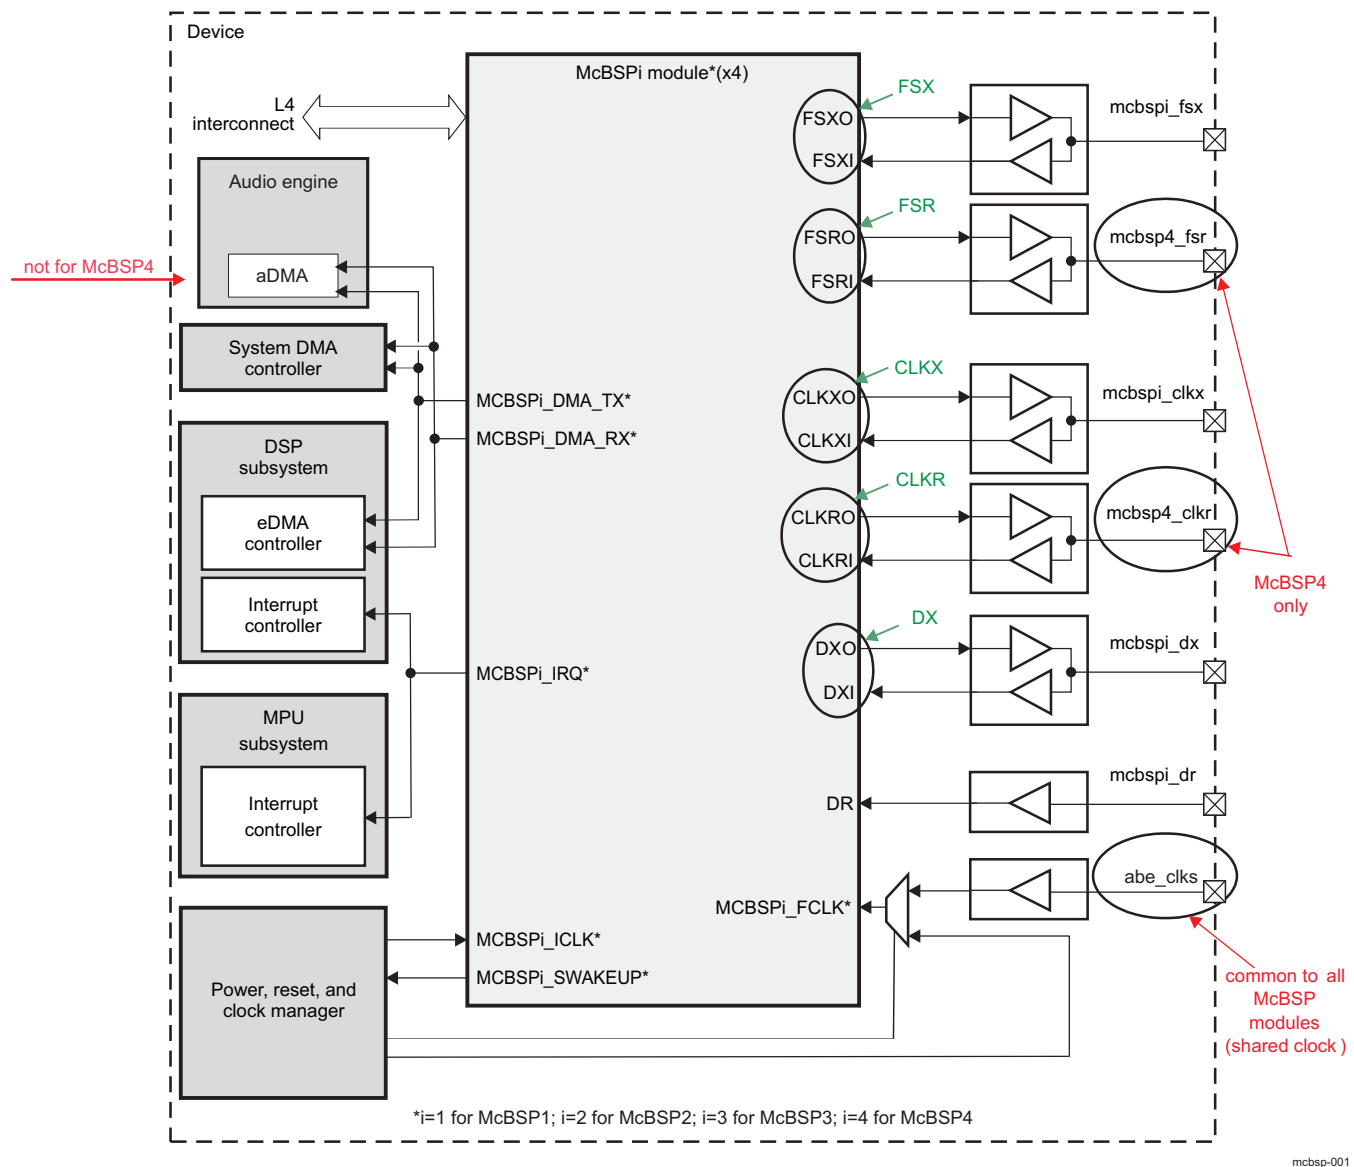 Device
McBSPi module*(x4)
L4
interconnect
Audio engine
aDMA
not for McBSP4
System DMA
controller
DSP
subsystem
eDMA
controller
Interrupt
controller
MPU
subsystem
Interrupt
controller
Power, reset, and
clock manager
MCBSPi_DMA_TX*
MCBSPi_DMA_RX*
MCBSPi_IRQ*
MCBSPi_ICLK*
MCBSPi_SWAKEUP*
FSX
FSXO
FSXI
mcbspi_fsx
FSR
FSRO
FSRI
mcbsp4_fsr
CLKX
CLKXO
CLKXI
mcbspi_clkx
CLKR
CLKRO
CLKRI
mcbsp4_clkr
McBSP4
only
DX
DXO
DXI
mcbspi_dx
DR
mcbspi_dr
MCBSPi_FCLK*
abe_clks
common to all
McBSP
modules
(shared clock )
*i=1 for McBSP1; i=2 for McBSP2; i=3 for McBSP3; i=4 for McBSP4
mcbsp-001